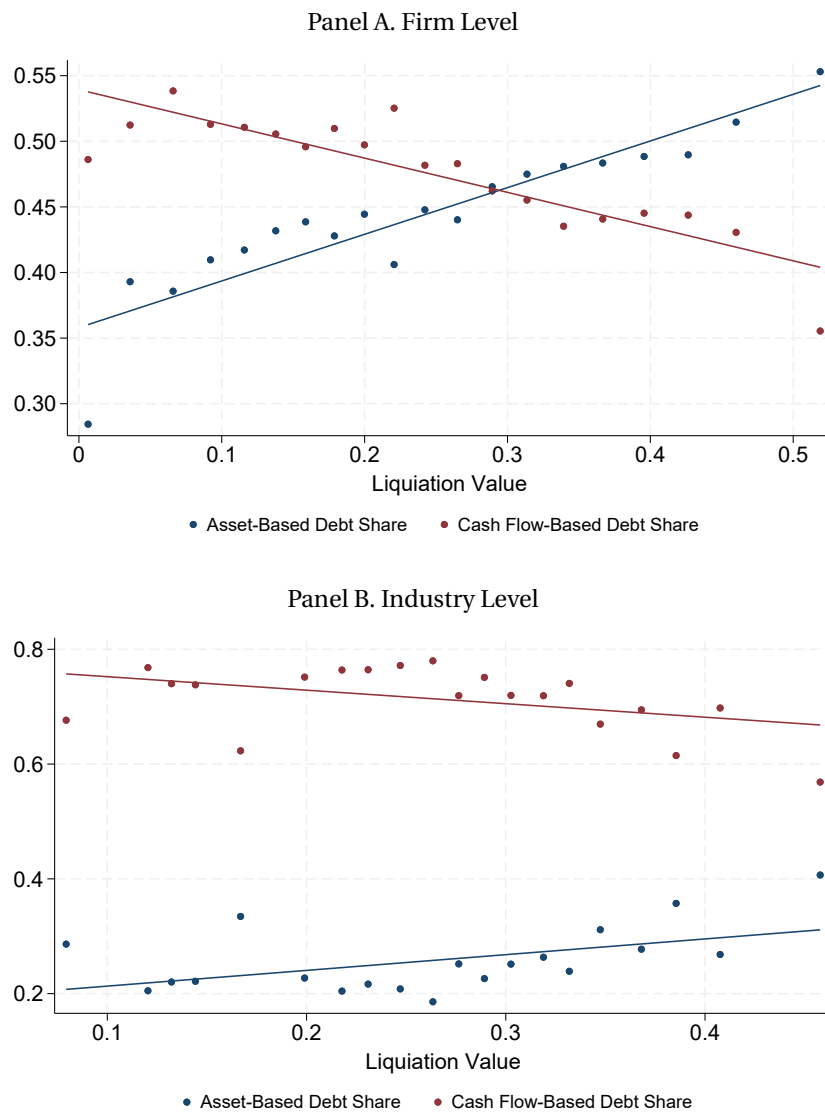 Panel A. Firm Level
0.55
0.50
0.45
0.40
0.35
0.30
0 0.1 0.2 0.3 0.4 0.5
Liquiation Value
Asset-Based Debt Share Cash Flow-Based Debt Share
Panel B. Industry Level
0.8
0.6
0.4
0.2
0.1 0.2 0.3 0.4
Liquiation Value
Asset-Based Debt Share Cash Flow-Based Debt Share